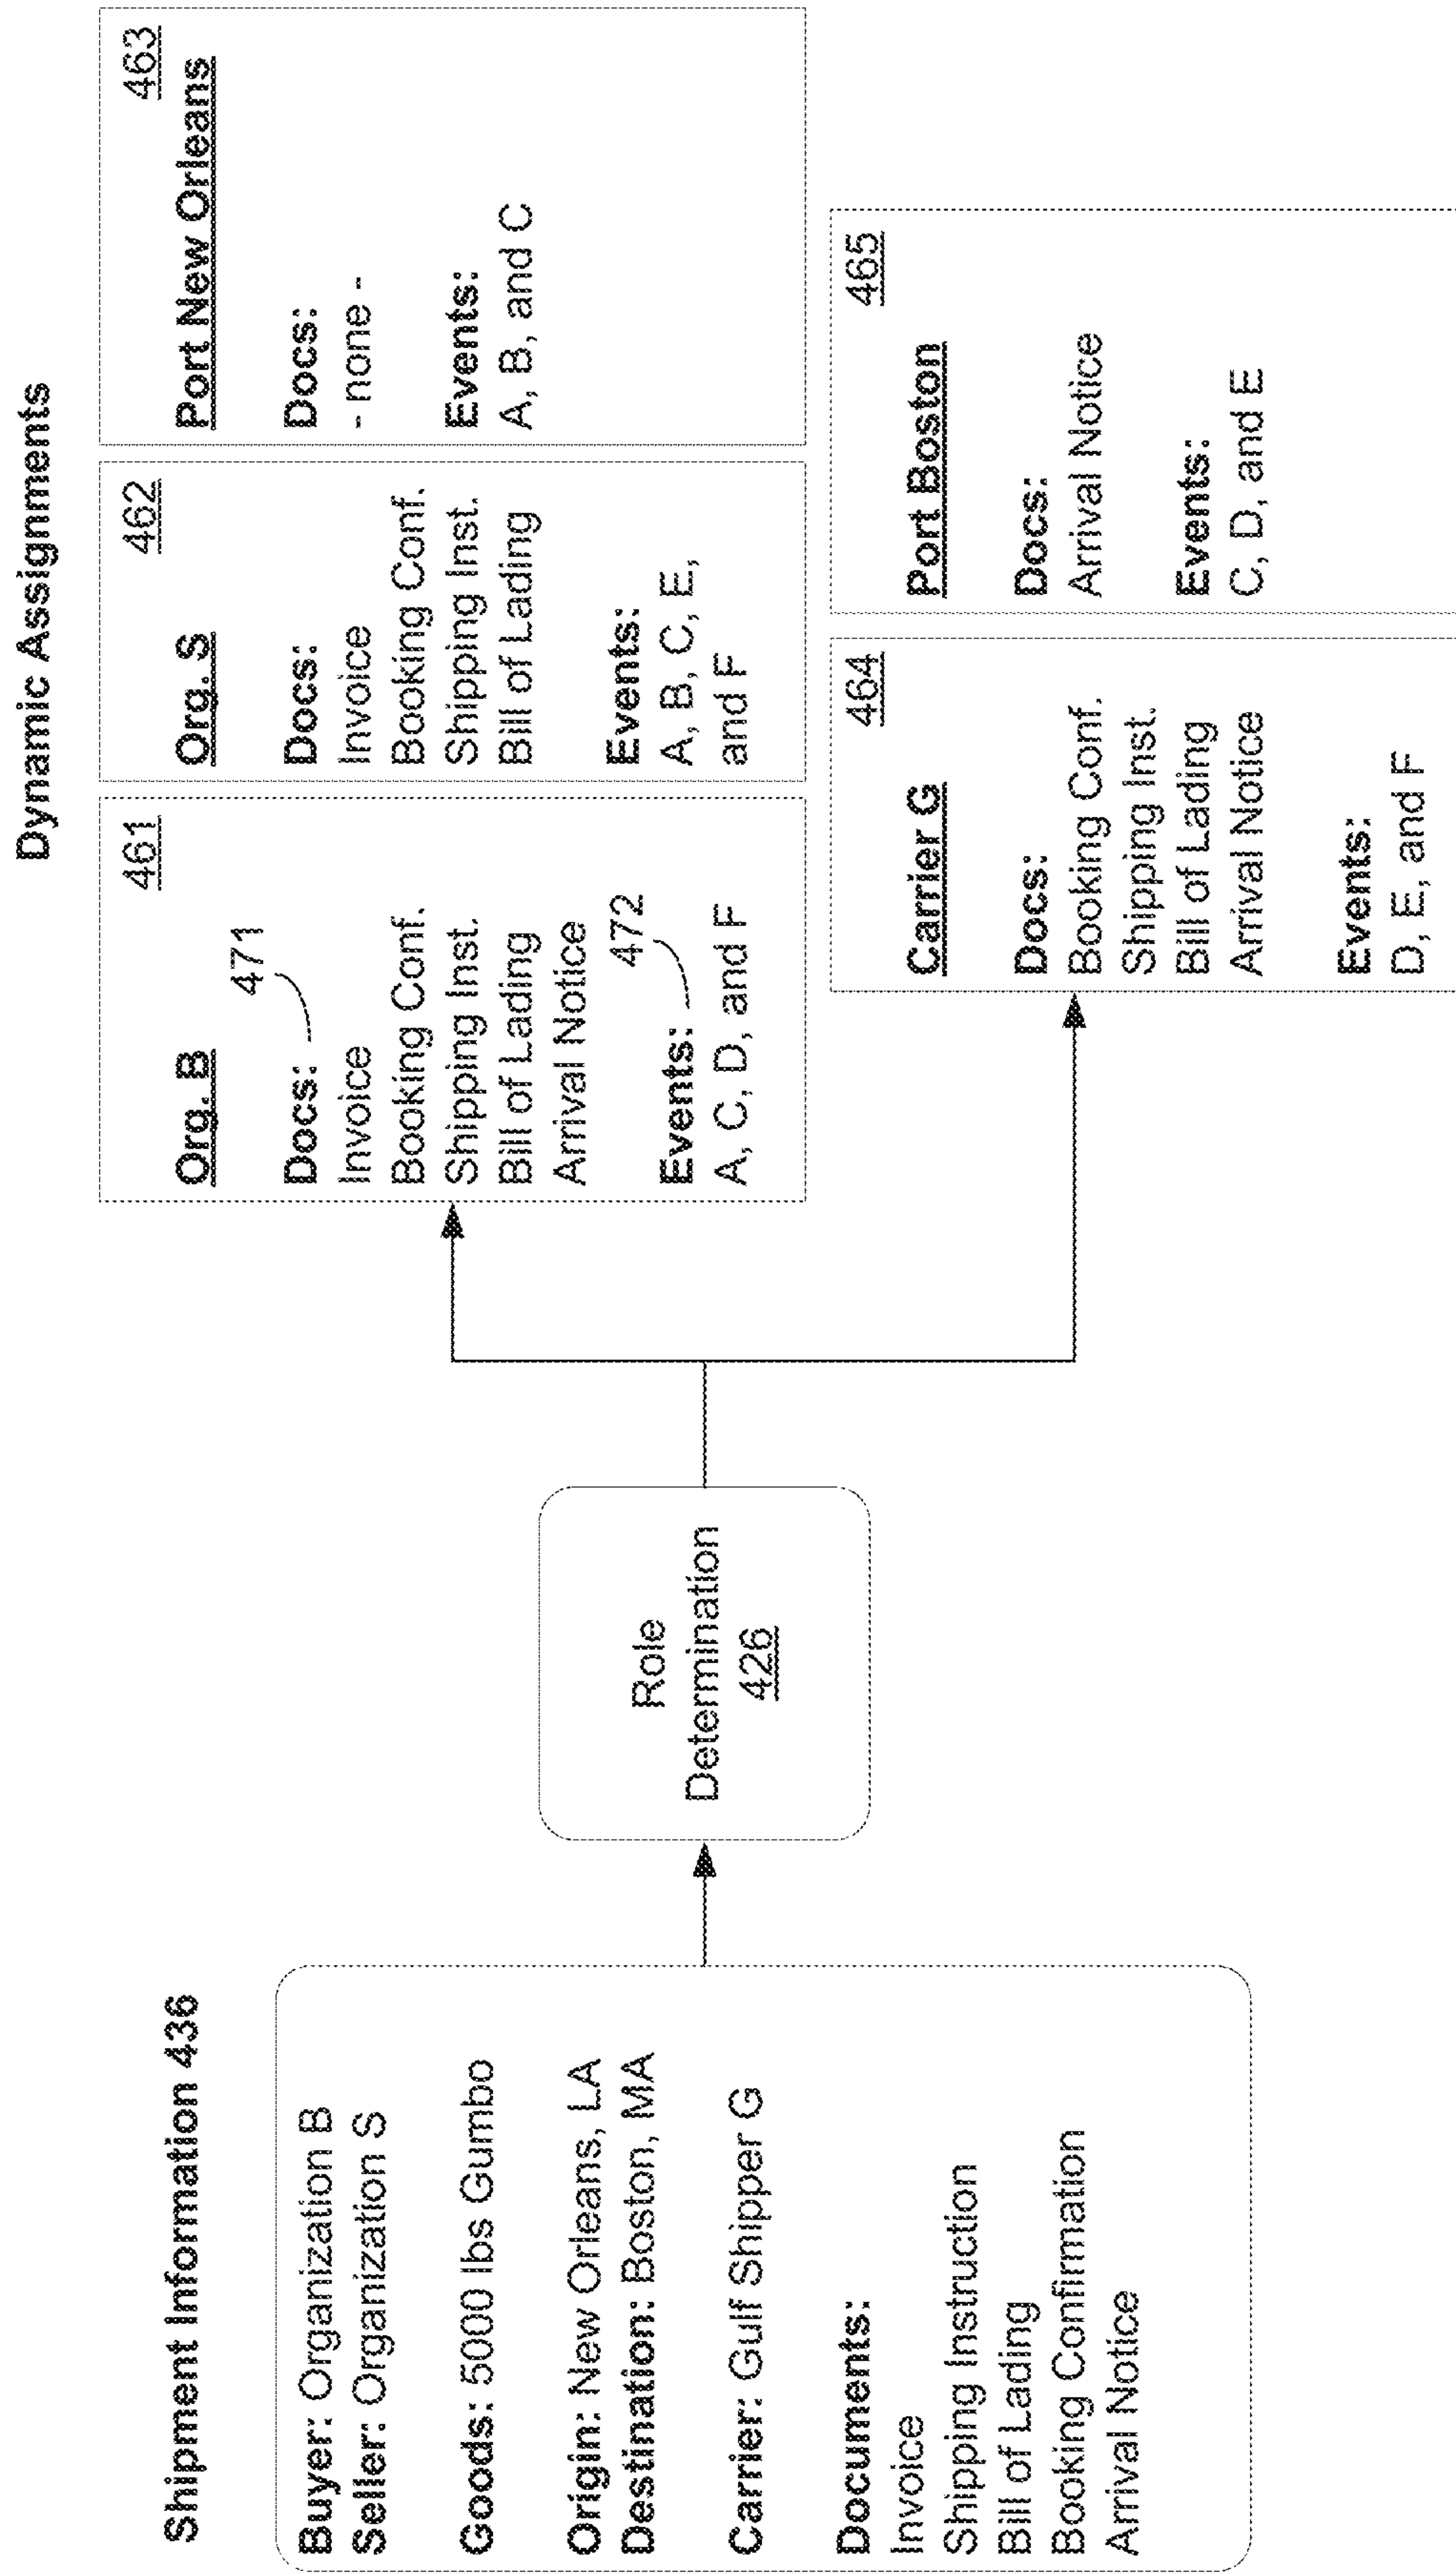 Dynamic Assignments
Shipment Information 436
Buyer: Organization B
Seller: Organization S
Goods: 5000 lbs Gumbo
Origin: New Orleans, LA
Destination: Boston, MA
Carrier: Gulf Shipper G
Documents:
Invoice
Shipping Instruction
Bill of Lading
Booking Confirmation
Arrival Notice
Role
Determination
426
461
Org. B
471
Docs:
Invoice
Booking Conf.
Shipping Inst.
Bill of Lading
Arrival Notice
472
Events:
A, C, D, and F
462
Org. S
Docs:
Invoice
Booking Conf.
Shipping Inst.
Bill of Lading
Events:
A, B, C, E,
and F
463
Port New Orleans
Docs:
- none -
Events:
A, B, and C
464
Carrier G
Docs:
Booking Conf.
Shipping Inst.
Bill of Lading
Arrival Notice
Events:
D, E, and F
465
Port Boston
Docs:
Arrival Notice
Events:
C, D, and E